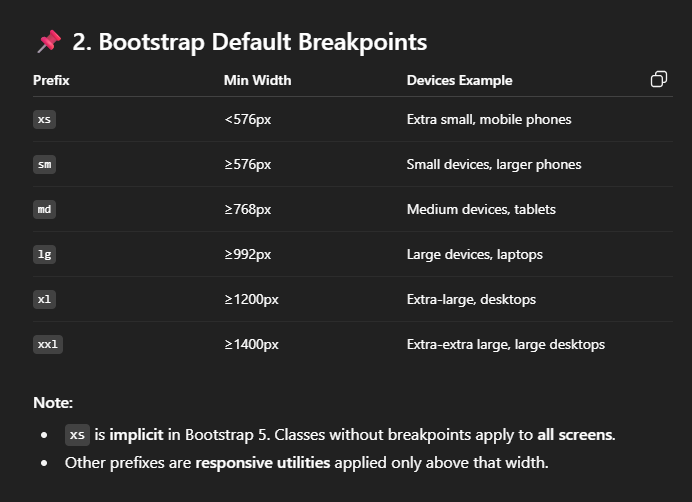 📌 2. Bootstrap Default Breakpoints
Prefix Min Width Devices Example
xs <576px Extra small, mobile phones
sm ≥576px Small devices, larger phones
md ≥768px Medium devices, tablets
lg ≥992px Large devices, laptops
xl ≥1200px Extra-large, desktops
xxl ≥1400px Extra-extra large, large desktops
Note:
• xs is implicit in Bootstrap 5. Classes without breakpoints apply to all screens.
• Other prefixes are responsive utilities applied only above that width.